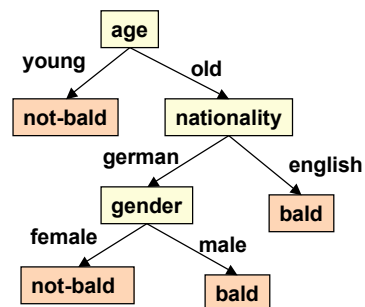 age
young
old
not-bald
nationality
german
english
gender
bald
female
male
not-bald
bald